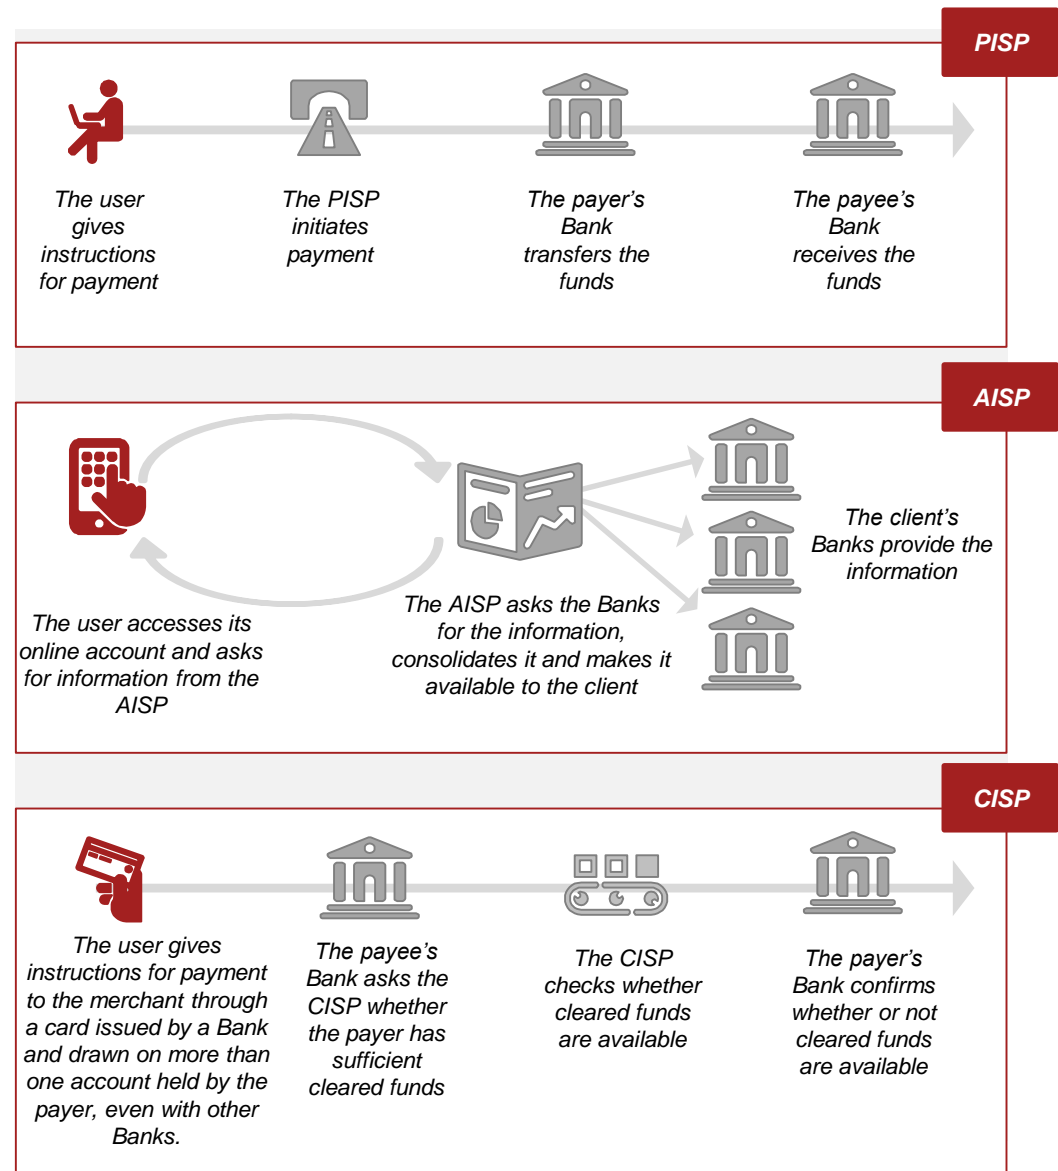 PISP
The user
gives
instructions
for payment
The PISP
initiates
payment
The payer's
Bank
transfers the
funds
The payee's
Bank
receives the
funds
AISP
The user accesses its
online account and asks
for information from the
AISP
The AISP asks the Banks
for the information,
consolidates it and makes it
available to the client
The client's
Banks provide the
information
CISP
The user gives
instructions for payment
to the merchant through
a card issued by a Bank
and drawn on more than
one account held by the
payer, even with other
Banks.
The payee's
Bank asks the
CISP whether
the payer has
sufficient
cleared funds
The CISP
checks whether
cleared funds
are available
The payer's
Bank confirms
whether or not
cleared funds
are available